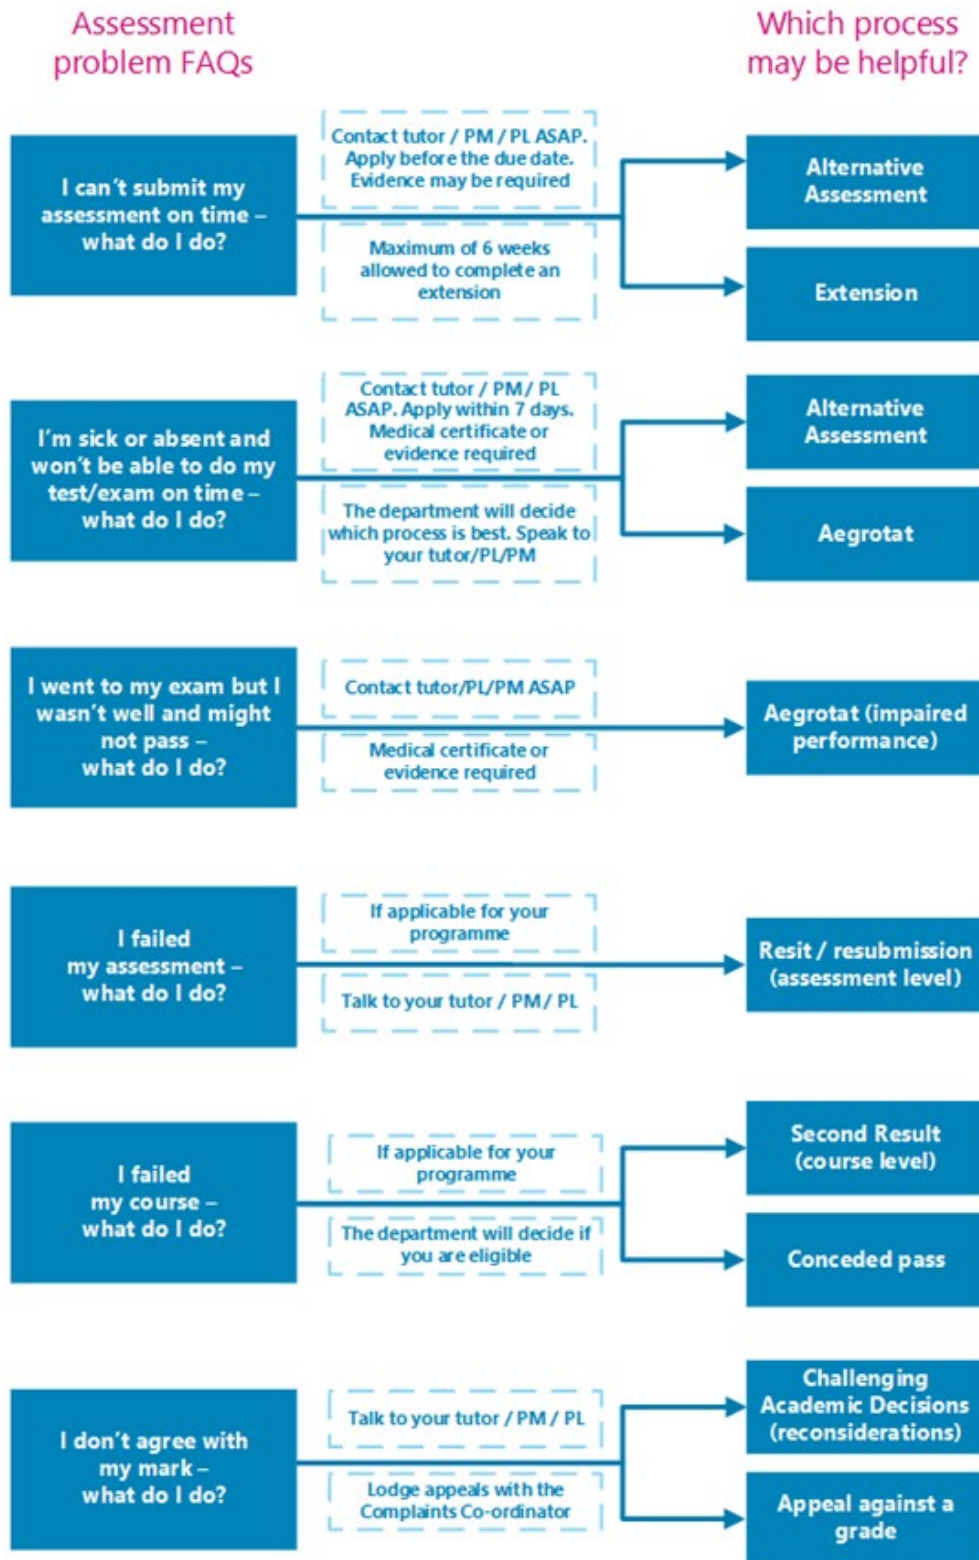 Assessment
problem FAQs
Which process
may be helpful?
I can't submit my
assessment on time –
what do I do?
Contact tutor / PM / PL ASAP.
Apply before the due date.
Evidence may be required
Maximum of 6 weeks
allowed to complete an
extension
Alternative
Assessment
Extension
I'm sick or absent and
won't be able to do my
test/exam on time –
what do I do?
Contact tutor / PM / PL
ASAP. Apply within 7 days.
Medical certificate or
evidence required
The department will decide
which process is best. Speak to
your tutor/PL/PM
Alternative
Assessment
Aegrotat
I went to my exam but I
wasn't well and might
not pass –
what do I do?
Contact tutor/PL/PM ASAP
Medical certificate or
evidence required
Aegrotat (impaired
performance)
I failed
my assessment –
what do I do?
If applicable for your
programme
Talk to your tutor / PM / PL
Resit / resubmission
(assessment level)
I failed
my course –
what do I do?
If applicable for your
programme
The department will decide if
you are eligible
Second Result
(course level)
Conceded pass
I don't agree with
my mark –
what do I do?
Talk to your tutor / PM / PL
Lodge appeals with the
Complaints Co-ordinator
Challenging
Academic Decisions
(reconsiderations)
Appeal against a
grade